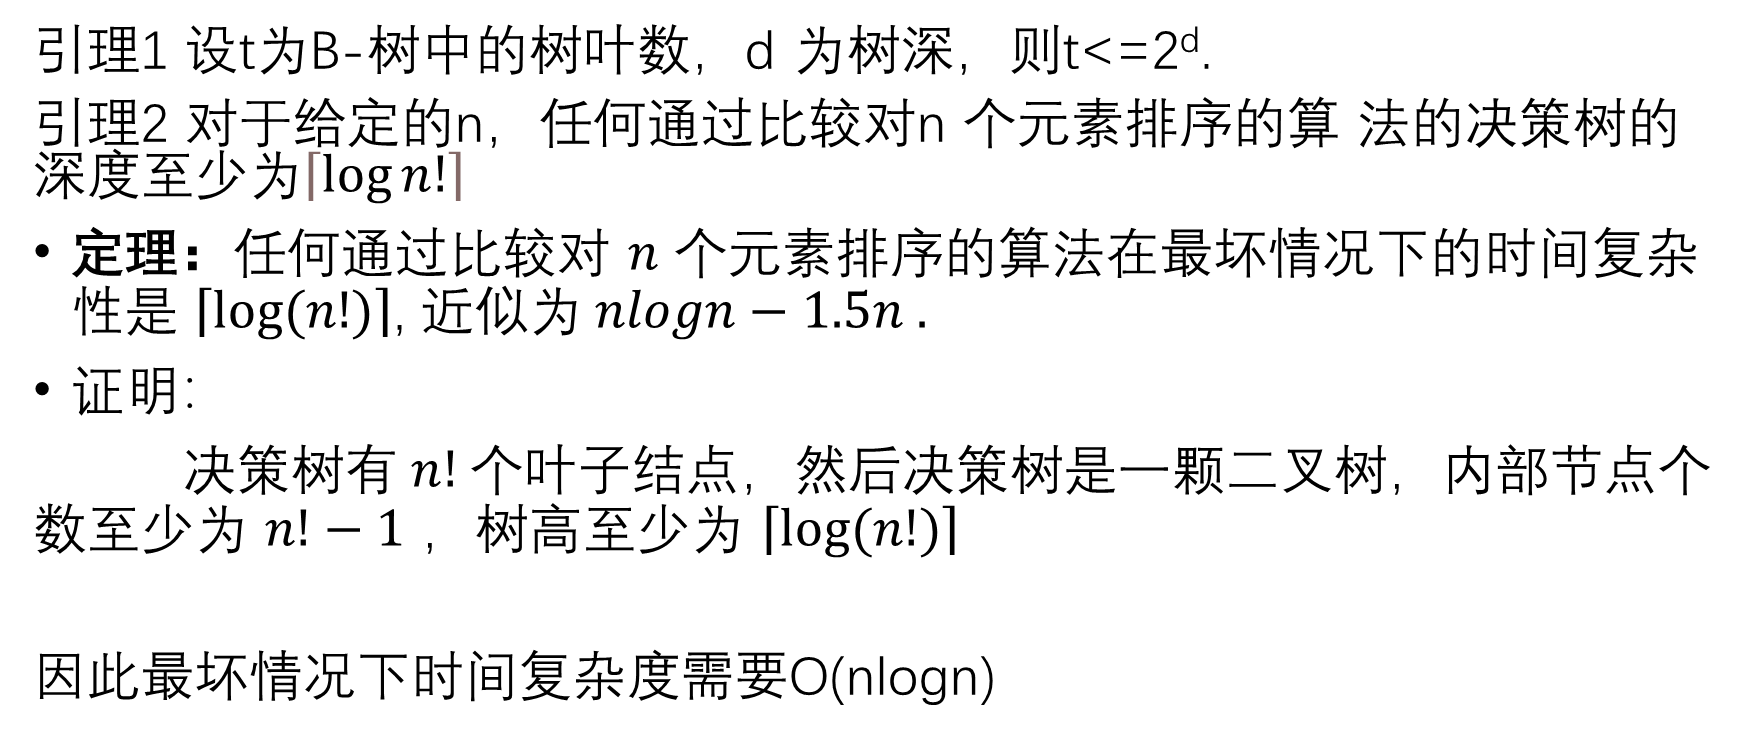 引理1 设t为B-树中的树叶数，d 为树深，则t<=2ᵈ.
引理2 对于给定的n，任何通过比较对n 个元素排序的算 法的决策树的
深度至少为⌈log n!⌉
• 定理：任何通过比较对 n 个元素排序的算法在最坏情况下的时间复杂
性是 ⌈log(n!)⌉, 近似为 nlogn − 1.5n .
• 证明:
决策树有 n! 个叶子结点，然后决策树是一颗二叉树，内部节点个
数至少为 n! − 1 ，树高至少为 ⌈log(n!)⌉
因此最坏情况下时间复杂度需要O(nlogn)